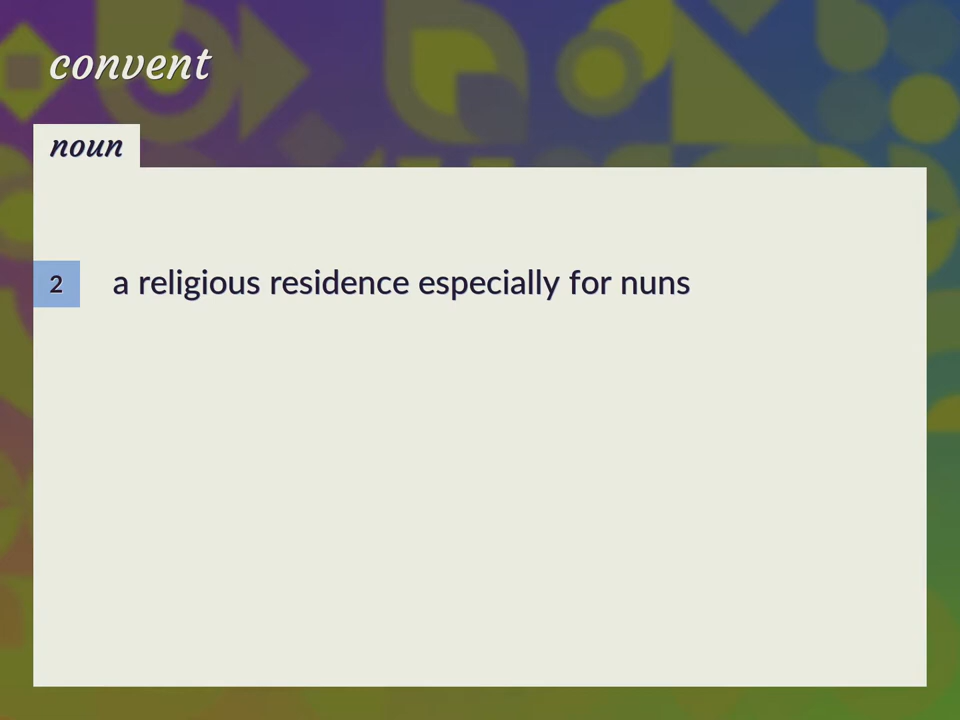 convent
noun
2 a religious residence especially for nuns